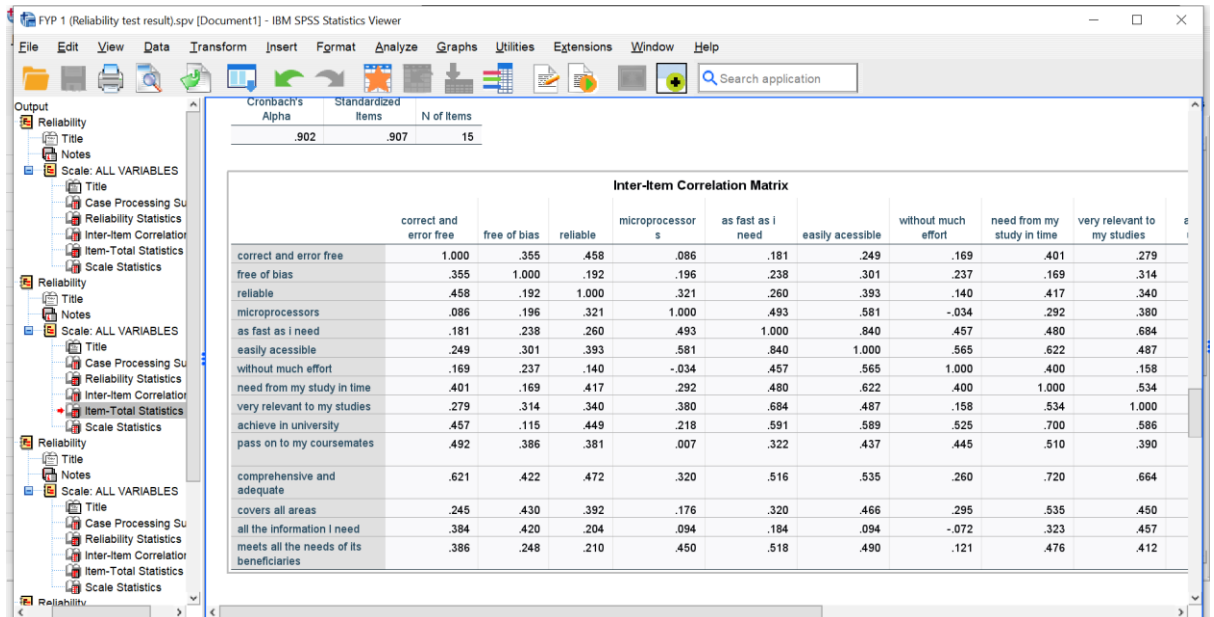 FYP 1 (Reliability test result).spv [Document1] - IBM SPSS Statistics Viewer
File Edit View Data Transform Insert Format Analyze Graphs Utilities Extensions Window Help
Search application
Output
Reliability
Title
Notes
Scale: ALL VARIABLES
Title
Case Processing Su
Reliability Statistics
Inter-Item Correlation
Item-Total Statistics
Scale Statistics
Reliability
Title
Notes
Scale: ALL VARIABLES
Title
Case Processing Su
Reliability Statistics
Inter-Item Correlation
Item-Total Statistics
Scale Statistics
Reliability
Title
Notes
Scale: ALL VARIABLES
Title
Case Processing Su
Reliability Statistics
Inter-Item Correlation
Item-Total Statistics
Scale Statistics
Reliability
Cronbach's Standardized
Alpha Items N of Items
.902 .907 15
Inter-Item Correlation Matrix
correct and microprocessor as fast as i without much need from my very relevant to
error free free of bias reliable s need easily acessible effort study in time my studies
correct and error free 1.000 .355 .458 .086 .181 .249 .169 .401 .279
free of bias .355 1.000 .192 .196 .238 .301 .237 .169 .314
reliable .458 .192 1.000 .321 .260 .393 .140 .417 .340
microprocessors .086 .196 .321 1.000 .493 .581 -.034 .292 .380
as fast as i need .181 .238 .260 .493 1.000 .840 .457 .480 .684
easily acessible .249 .301 .393 .581 .840 1.000 .565 .622 .487
without much effort .169 .237 .140 -.034 .457 .565 1.000 .400 .158
need from my study in time .401 .169 .417 .292 .480 .622 .400 1.000 .534
very relevant to my studies .279 .314 .340 .380 .684 .487 .158 .534 1.000
achieve in university .457 .115 .449 .218 .591 .589 .525 .700 .586
pass on to my coursemates .492 .386 .381 .007 .322 .437 .445 .510 .390
comprehensive and .621 .422 .472 .320 .516 .535 .260 .720 .664
adequate
covers all areas .245 .430 .392 .176 .320 .466 .295 .535 .450
all the information I need .384 .420 .204 .094 .184 .094 -.072 .323 .457
meets all the needs of its .386 .248 .210 .450 .518 .490 .121 .476 .412
beneficiaries